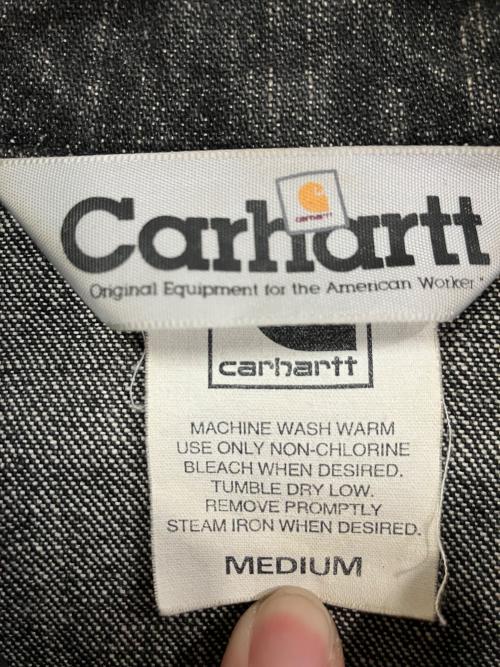 Carhartt
carhartt
Original Equipment for the American Worker"
carhartt
MACHINE WASH WARM
USE ONLY NON-CHLORINE
BLEACH WHEN DESIRED.
TUMBLE DRY LOW.
REMOVE PROMPTLY
STEAM IRON WHEN DESIRED.
MEDIUM